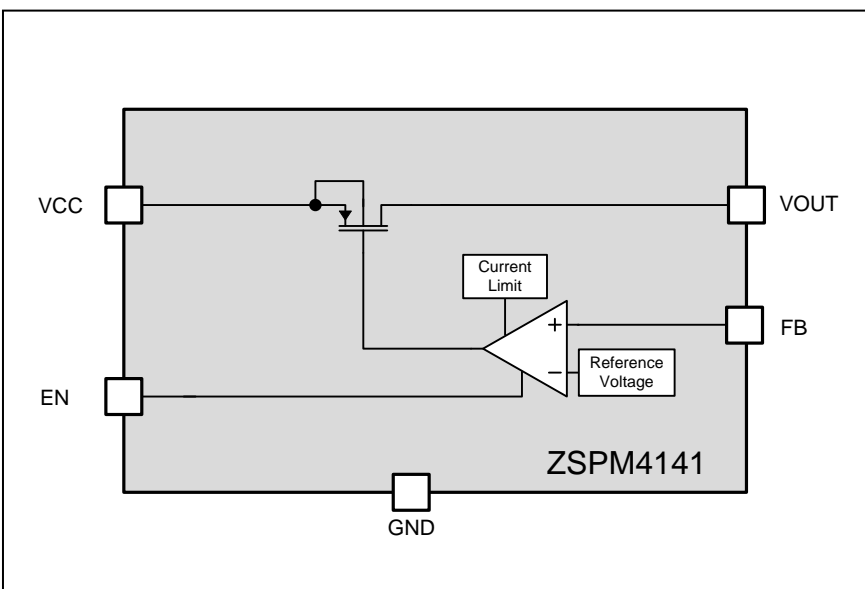 VCC
VOUT
Current
Limit
+
FB
−
Reference
Voltage
EN
ZSPM4141
GND